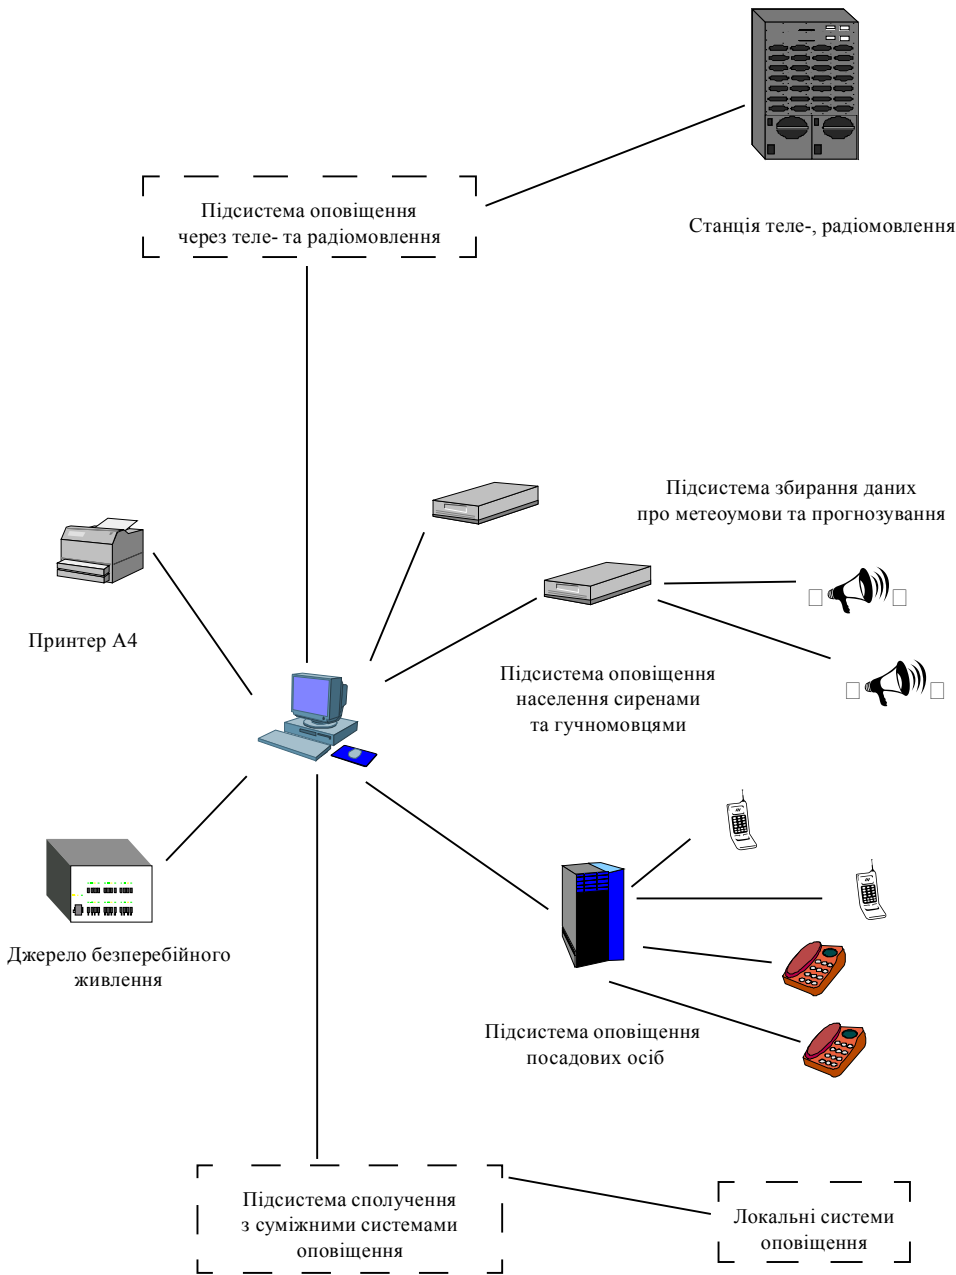 Підсистема оповіщення
через теле- та радіомовлення
Станція теле-, радіомовлення
Підсистема збирання даних
про метеоумови та прогнозування
Принтер А4
Підсистема оповіщення
населення сиренами
та гучномовцями
Джерело безперебійного
живлення
Підсистема оповіщення
посадових осіб
Підсистема сполучення
з суміжними системами
оповіщення
Локальні системи
оповіщення